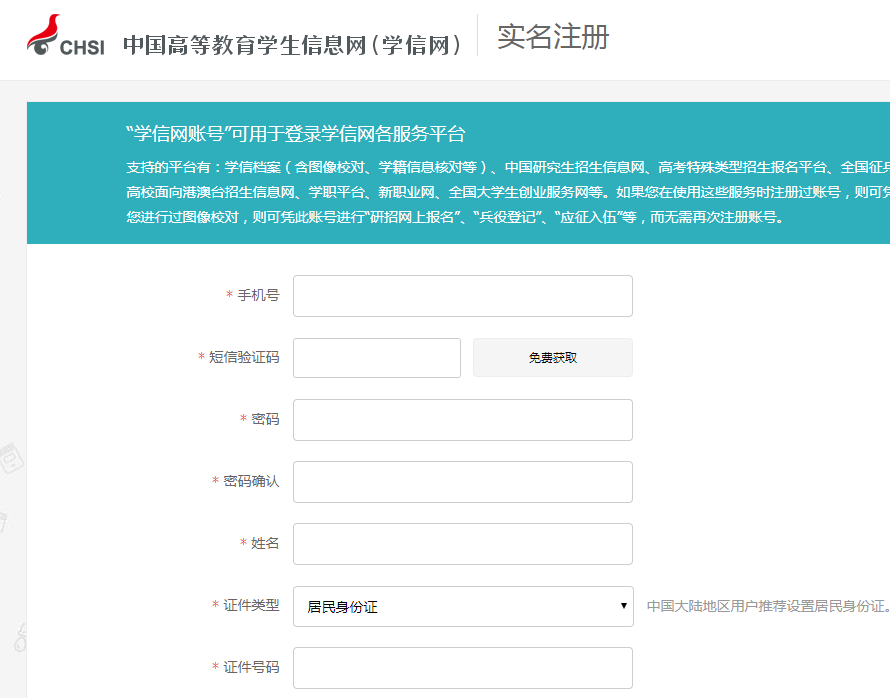 CHSI 中国高等教育学生信息网(学信网) 实名注册
“学信网账号”可用于登录学信网各服务平台
支持的平台有：学信档案（含图像校对、学籍信息核对等）、中国研究生招生信息网、高考特殊类型招生报名平台、全国征兵
高校面向港澳台招生信息网、学职平台、新职业网、全国大学生创业服务网等。如果您在使用这些服务时注册过账号，则可凭
您进行过图像校对，则可凭此账号进行“研招网上报名”、“兵役登记”、“应征入伍”等，而无需再次注册账号。
* 手机号
* 短信验证码 免费获取
* 密码
* 密码确认
* 姓名
* 证件类型 居民身份证 中国大陆地区用户推荐设置居民身份证。
* 证件号码